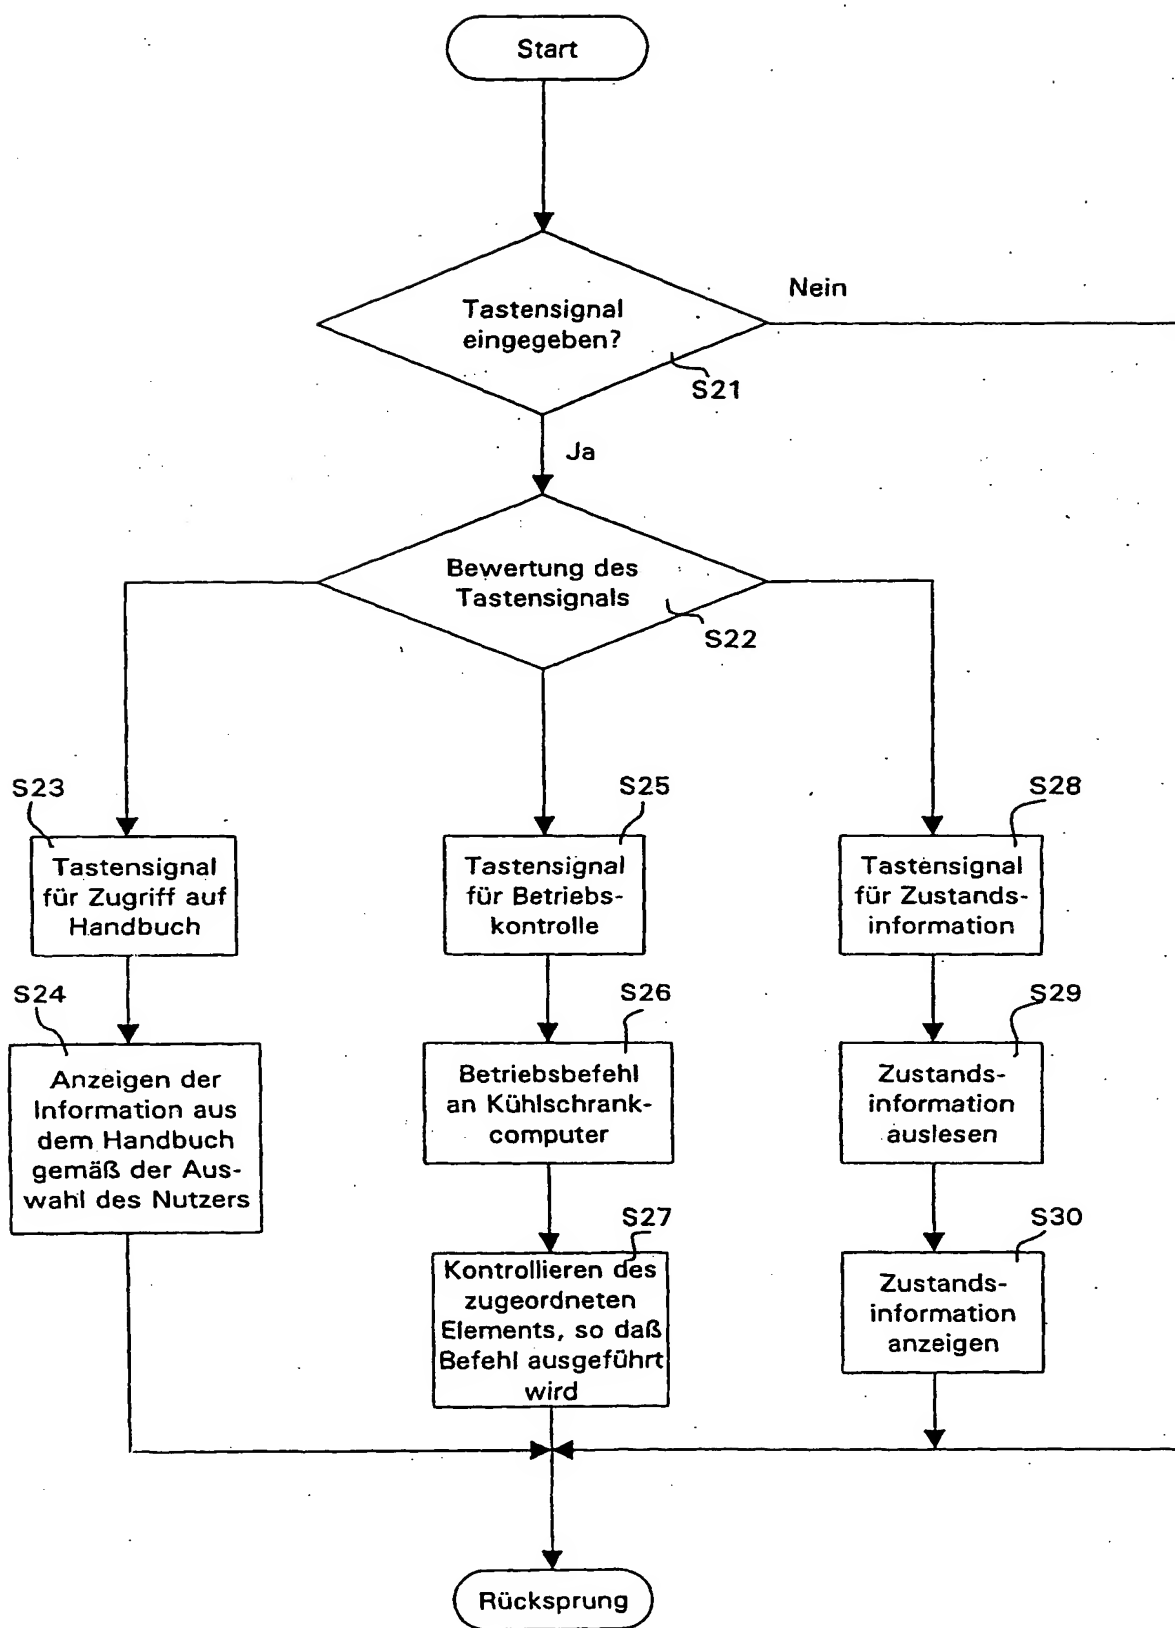 Start
Tastensignal
eingegeben?
Nein
S21
Ja
Bewertung des
Tastensignals
S22
S23
Tastensignal
für Zugriff auf
Handbuch
S24
Anzeigen der
Information aus
dem Handbuch
gemäß der Aus-
wahl des Nutzers
S25
Tastensignal
für Betriebs-
kontrolle
S26
Betriebsbefehl
an Kühlschrank-
computer
S27
Kontrollieren des
zugeordneten
Elements, so daß
Befehl ausgeführt
wird
S28
Tastensignal
für Zustands-
information
S29
Zustands-
information
auslesen
S30
Zustands-
information
anzeigen
Rücksprung